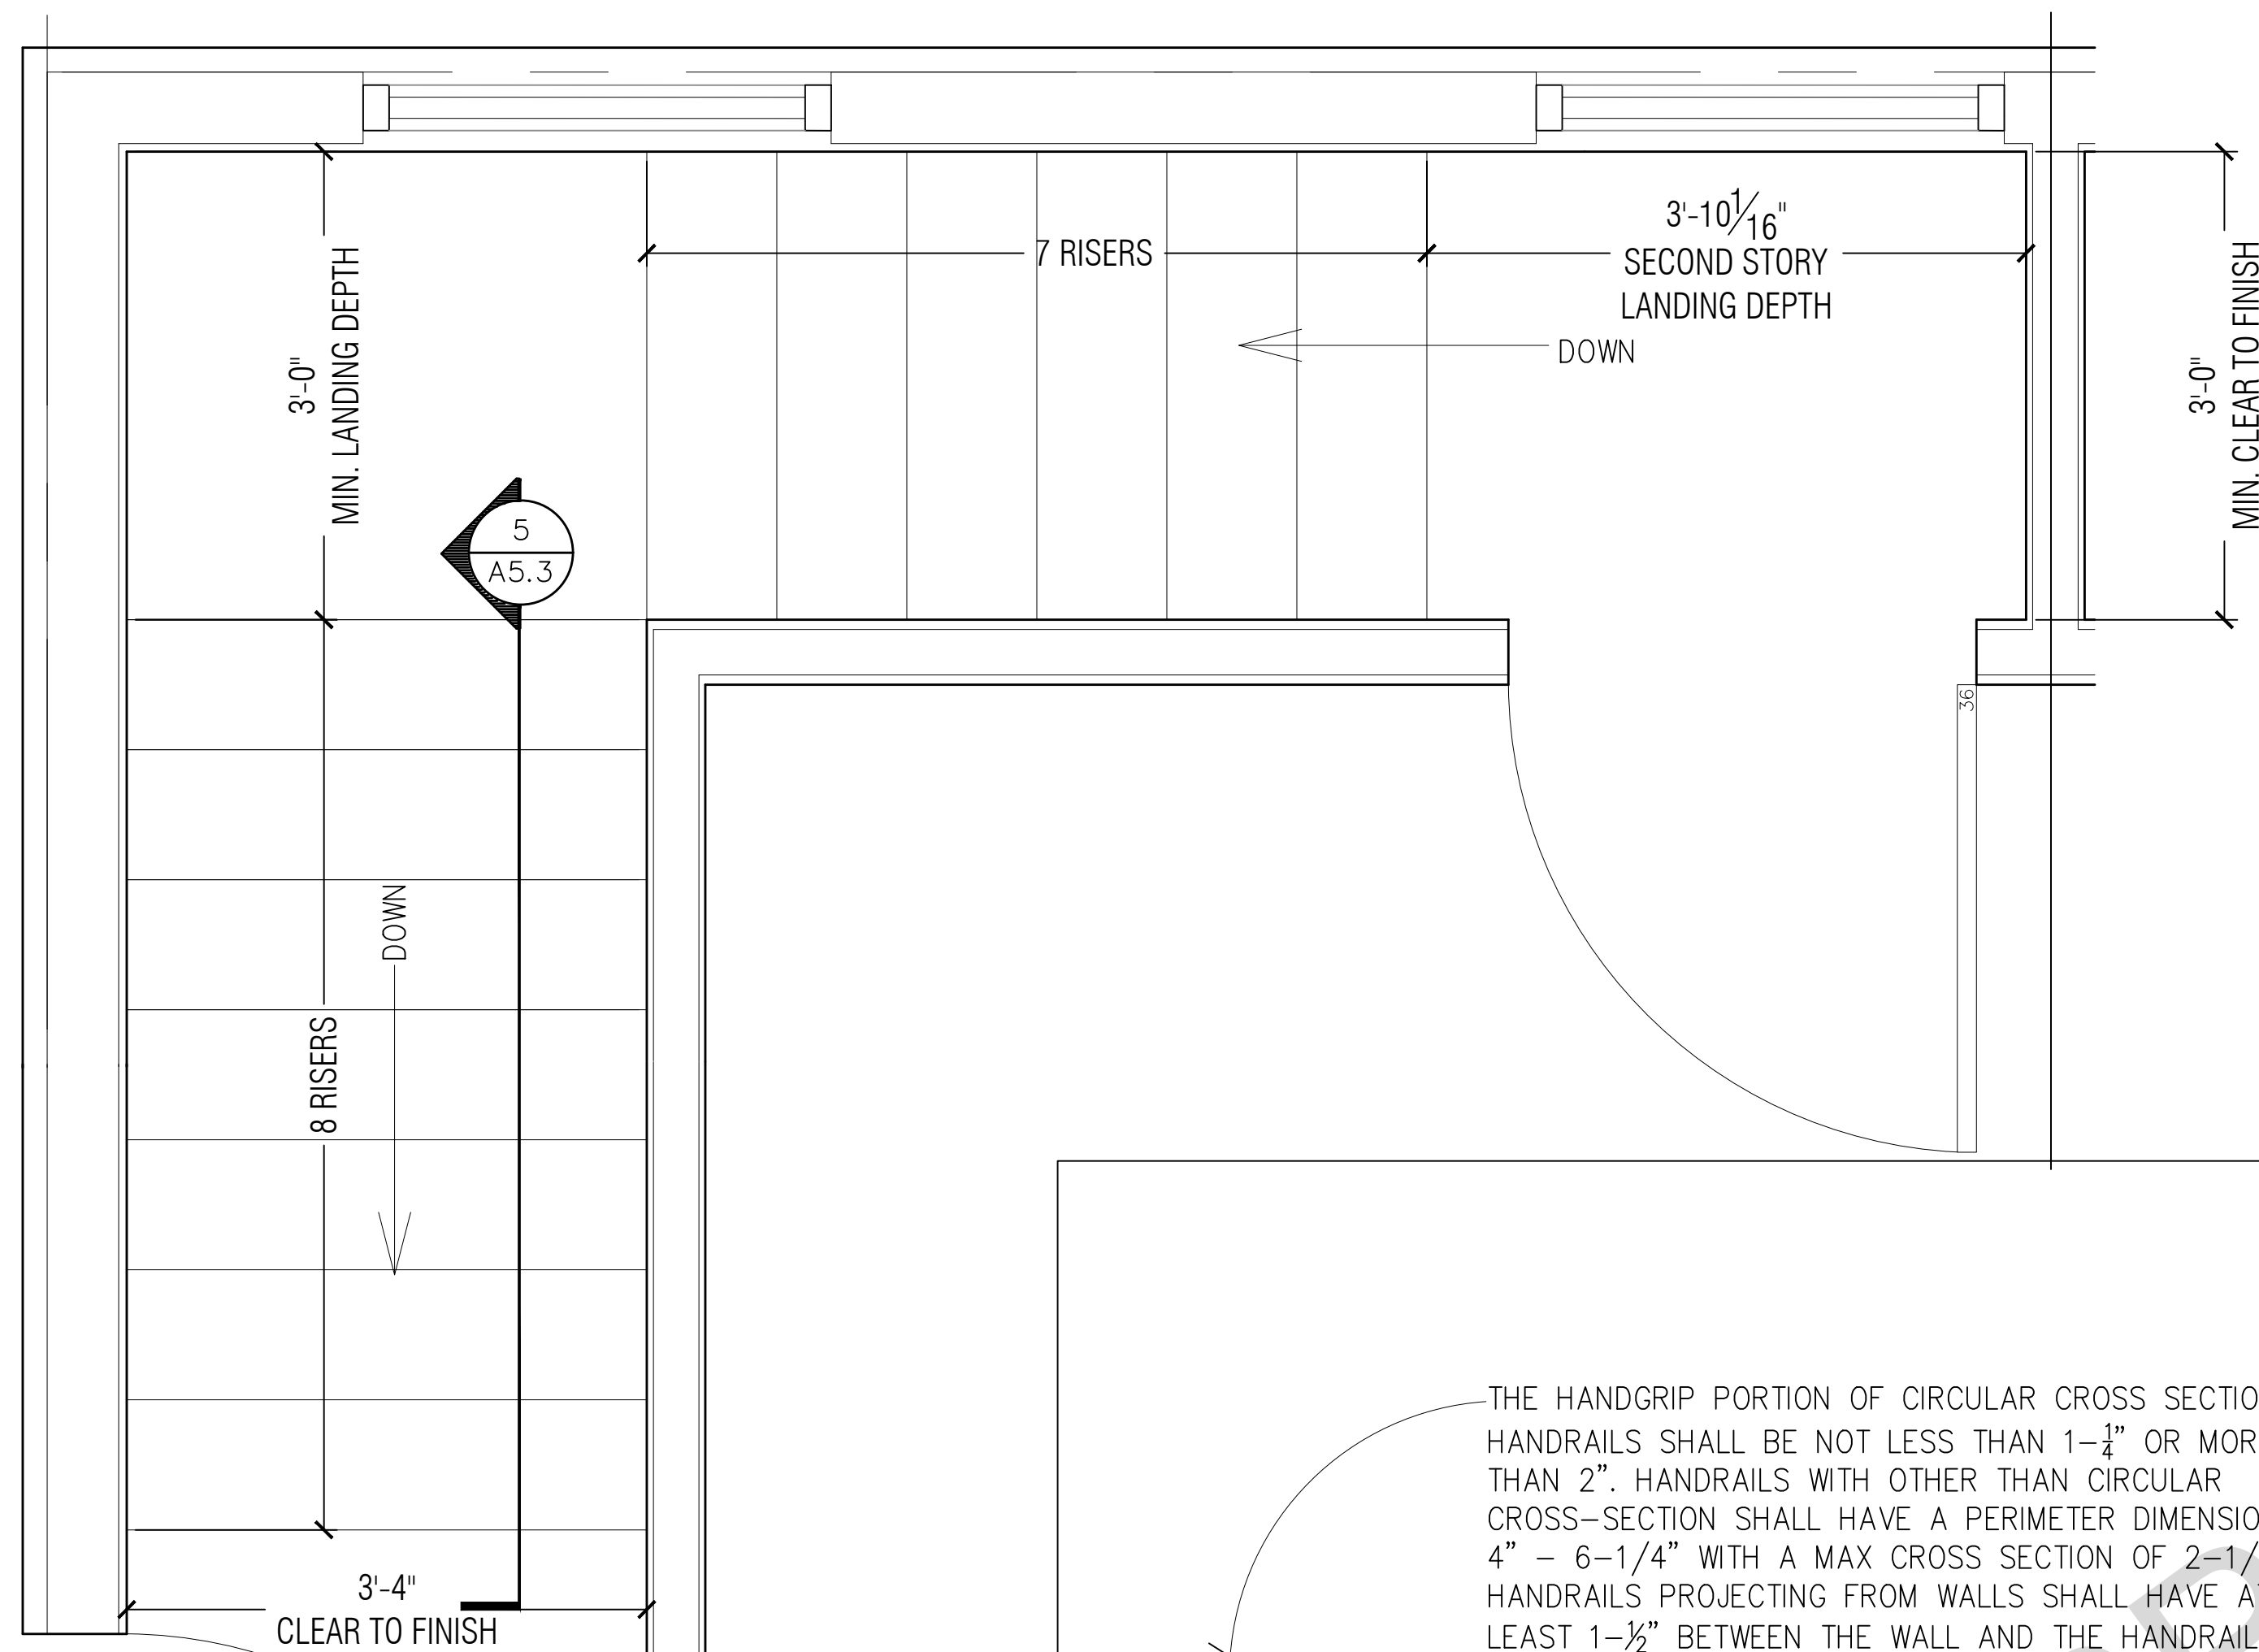 3'-10 1/16"
SECOND STORY
LANDING DEPTH
7 RISERS
DOWN
3'-0"
MIN. LANDING DEPTH
3'-0"
MIN. CLEAR TO FINISH
5
A5.3
36
DOWN
8 RISERS
3'-4"
CLEAR TO FINISH
THE HANDGRIP PORTION OF CIRCULAR CROSS SECTIO
HANDRAILS SHALL BE NOT LESS THAN 1-1/4” OR MOR
THAN 2”. HANDRAILS WITH OTHER THAN CIRCULAR
CROSS-SECTION SHALL HAVE A PERIMETER DIMENSIO
4” - 6-1/4” WITH A MAX CROSS SECTION OF 2-1/
HANDRAILS PROJECTING FROM WALLS SHALL HAVE A
LEAST 1-1/2” BETWEEN THE WALL AND THE HANDRAIL